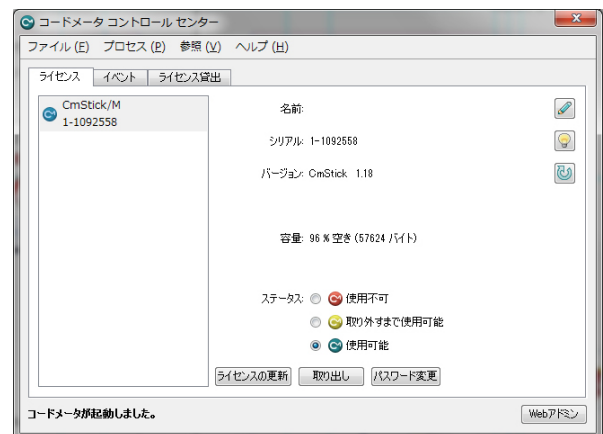 コードメータ コントロール センター
ファイル (F) プロセス (P) 参照 (V) ヘルプ (H)
ライセンス イベント ライセンス貸出
CmStick/M
1-1092558
名前:
シリアル: 1-1092558
バージョン: CmStick 1.18
容量: 96 % 空き (57624 バイト)
ステータス: 使用不可
取り外すまで使用可能
使用可能
ライセンスの更新 取り出し パスワード変更
コードメータが起動しました。 Webアドミン